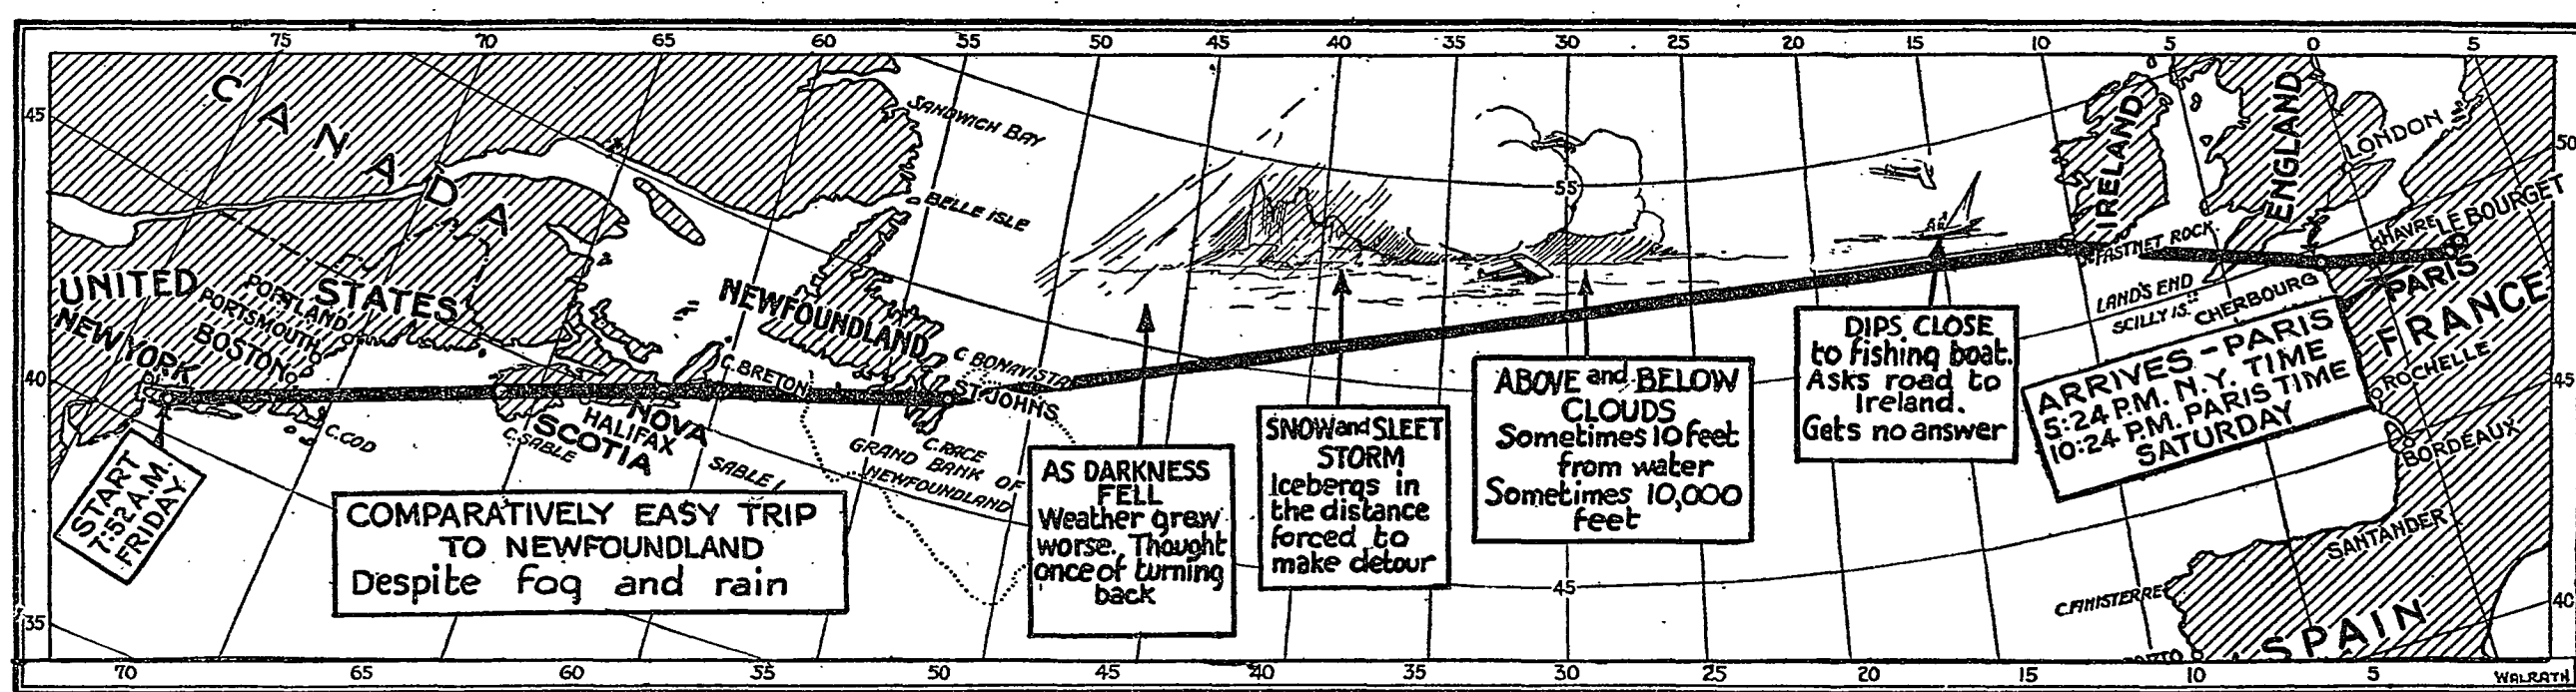 75 70 65 60 55 50 45 40 35 30 25 20 15 10 5 0 5
45
40
35
50
45
40
55
45
CANADA
SANDWICH BAY
BELLE ISLE
UNITED STATES
NEW YORK
PORTLAND
PORTSMOUTH
BOSTON
C. COD
NEWFOUNDLAND
C. BRETON
C. BONAVISTA
ST. JOHNS
NOVA SCOTIA
HALIFAX
C. SABLE
SABLE I.
C. RACE
GRAND BANK OF
NEWFOUNDLAND
IRELAND
ENGLAND
LONDON
FASTNET ROCK.
LAND'S END
SCILLY IS.
CHERBOURG
HAVRE
LE BOURGET
PARIS
FRANCE
ROCHELLE
BORDEAUX
SANTANDER
C. FINISTERRE
SPAIN
START
7:52 A.M.
FRIDAY.
COMPARATIVELY EASY TRIP
TO NEWFOUNDLAND
Despite fog and rain
AS DARKNESS
FELL
Weather grew
worse. Thought
once of turning
back
SNOW and SLEET
STORM
Icebergs in
the distance
forced to
make detour
ABOVE and BELOW
CLOUDS
Sometimes 10 feet
from water
Sometimes 10,000
feet
DIPS CLOSE
to fishing boat.
Asks road to
Ireland.
Gets no answer
ARRIVES - PARIS
5:24 P.M. N.Y. TIME
10:24 P.M. PARIS TIME
SATURDAY
70 65 60 55 50 45 40 35 30 25 20 15 10 5
WALRATH